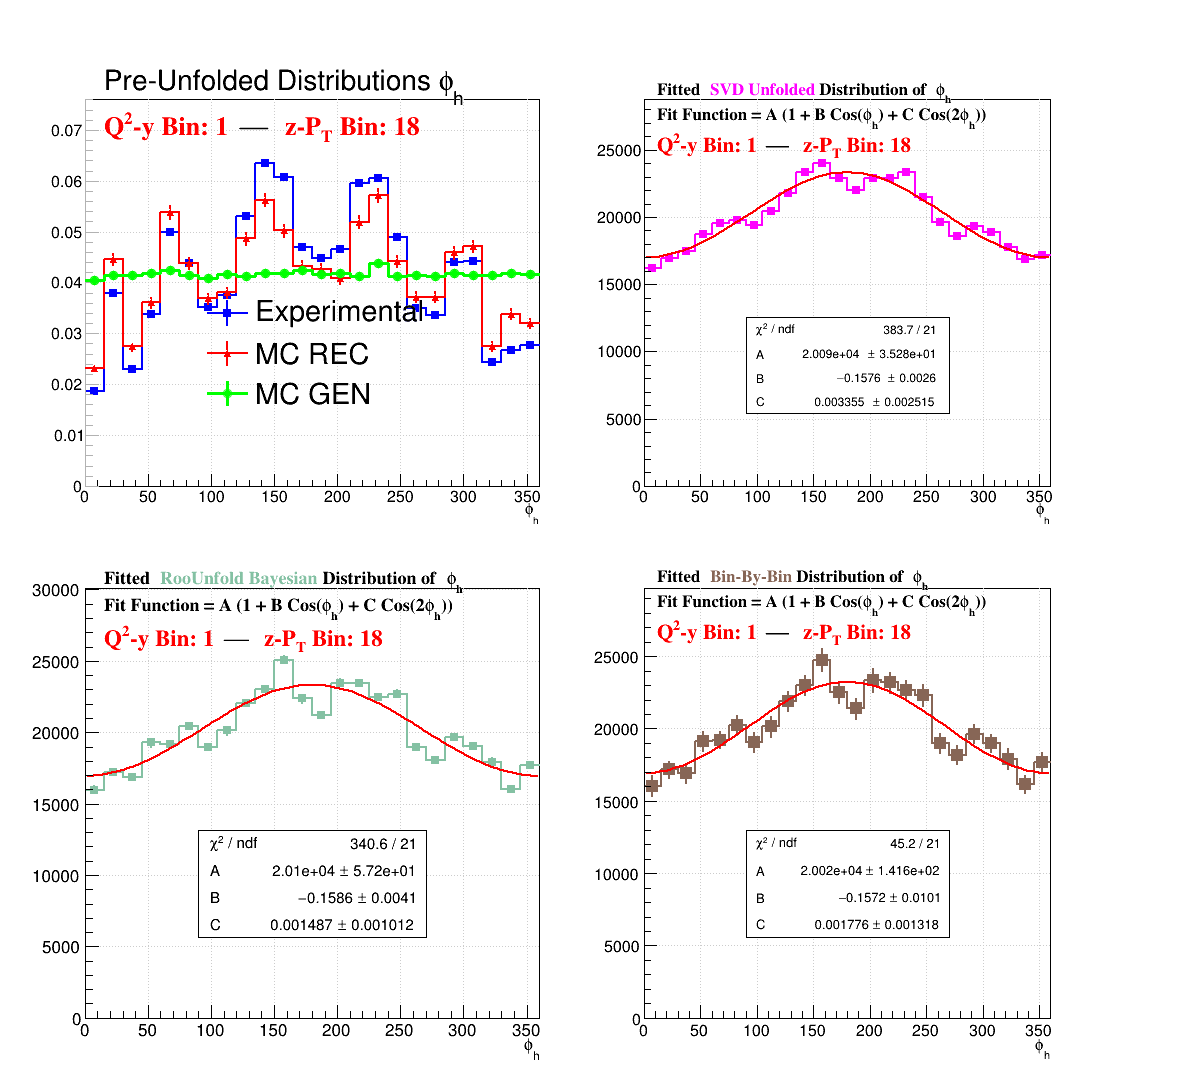 Pre-Unfolded Distributions ϕh
Q²-y Bin: 1 — z-PT Bin: 18
0.07
0.06
0.05
0.04
0.03
0.02
0.01
0
Experimental
MC REC
MC GEN
0 50 100 150 200 250 300 350
ϕh
Fitted SVD Unfolded Distribution of ϕh
Fit Function = A (1 + B Cos(ϕh) + C Cos(2ϕh))
Q²-y Bin: 1 — z-PT Bin: 18
25000
20000
15000
10000
5000
0
χ² / ndf 383.7 / 21
A 2.009e+04 ± 3.528e+01
B −0.1576 ± 0.0026
C 0.003355 ± 0.002515
0 50 100 150 200 250 300 350
ϕh
Fitted RooUnfold Bayesian Distribution of ϕh
Fit Function = A (1 + B Cos(ϕh) + C Cos(2ϕh))
Q²-y Bin: 1 — z-PT Bin: 18
30000
25000
20000
15000
10000
5000
0
χ² / ndf 340.6 / 21
A 2.01e+04 ± 5.72e+01
B −0.1586 ± 0.0041
C 0.001487 ± 0.001012
0 50 100 150 200 250 300 350
ϕh
Fitted Bin-By-Bin Distribution of ϕh
Fit Function = A (1 + B Cos(ϕh) + C Cos(2ϕh))
Q²-y Bin: 1 — z-PT Bin: 18
25000
20000
15000
10000
5000
0
χ² / ndf 45.2 / 21
A 2.002e+04 ± 1.416e+02
B −0.1572 ± 0.0101
C 0.001776 ± 0.001318
0 50 100 150 200 250 300 350
ϕh